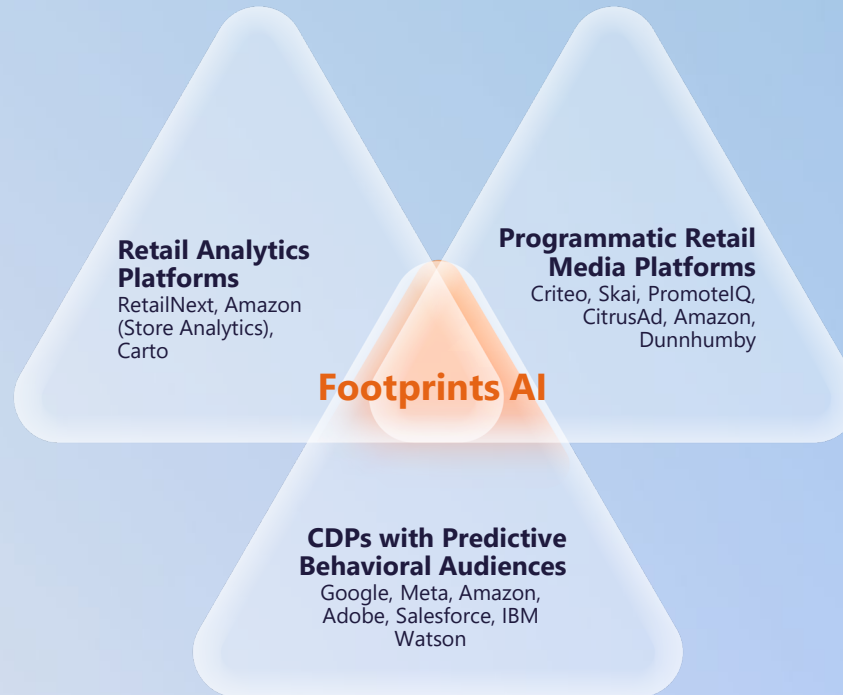 Retail Analytics
Platforms
RetailNext, Amazon
(Store Analytics),
Carto
Programmatic Retail
Media Platforms
Criteo, Skai, PromoteIQ,
CitrusAd, Amazon,
Dunnhumby
Footprints AI
CDPs with Predictive
Behavioral Audiences
Google, Meta, Amazon,
Adobe, Salesforce, IBM
Watson